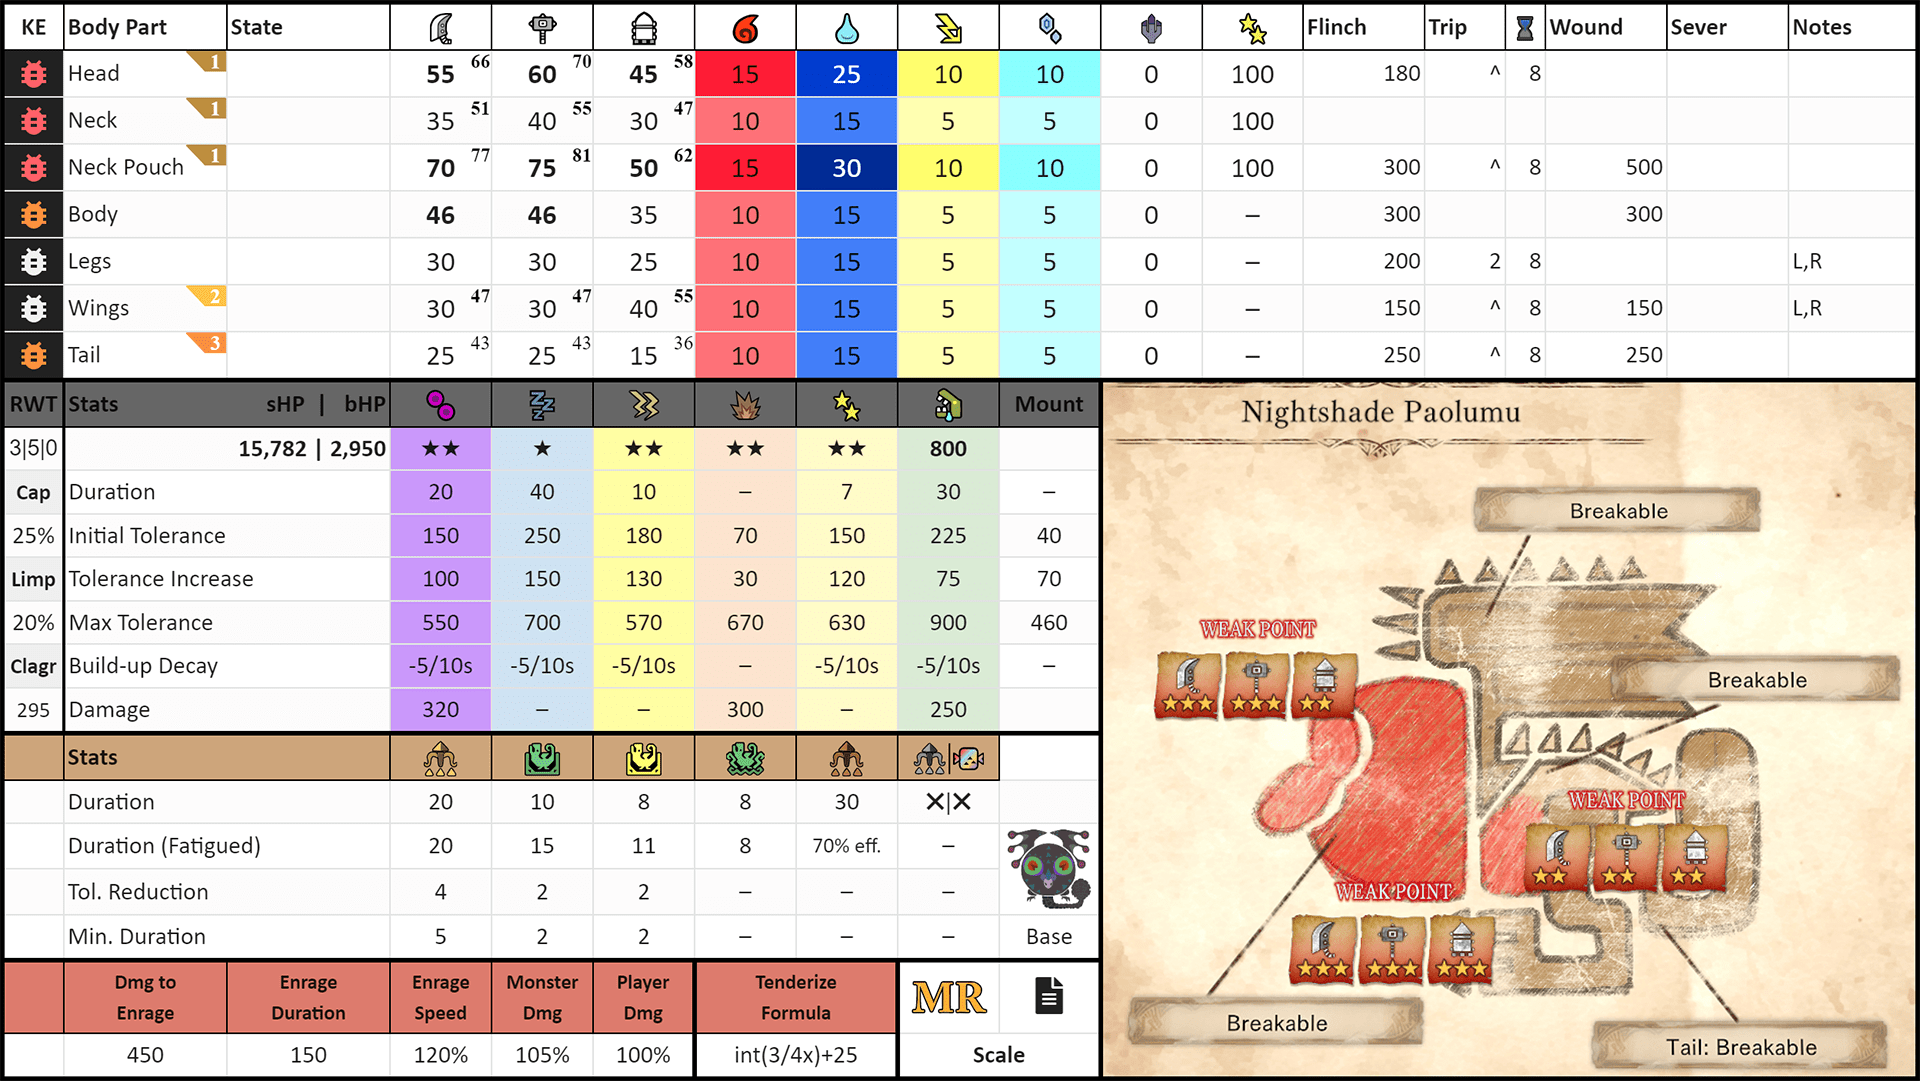 KE Body Part State Flinch Trip Wound Sever Notes
Head 1 55 66 60 70 45 58 15 25 10 10 0 100 180 ^ 8
Neck 1 35 51 40 55 30 47 10 15 5 5 0 100
Neck Pouch 1 70 77 75 81 50 62 15 30 10 10 0 100 300 ^ 8 500
Body 46 46 35 10 15 5 5 0 – 300 300
Legs 30 30 25 10 15 5 5 0 – 200 2 8 L,R
Wings 2 30 47 30 47 40 55 10 15 5 5 0 – 150 ^ 8 150 L,R
Tail 3 25 43 25 43 15 36 10 15 5 5 0 – 250 ^ 8 250
RWT Stats sHP | bHP Mount
3|5|0 15,782 | 2,950 ★★ ★ ★★ ★★ ★★ 800
Cap Duration 20 40 10 – 7 30 –
25% Initial Tolerance 150 250 180 70 150 225 40
Limp Tolerance Increase 100 150 130 30 120 75 70
20% Max Tolerance 550 700 570 670 630 900 460
Clagr Build-up Decay -5/10s -5/10s -5/10s – -5/10s -5/10s –
295 Damage 320 – – 300 – 250
Stats
Duration 20 10 8 8 30 ✕|✕
Duration (Fatigued) 20 15 11 8 70% eff. –
Tol. Reduction 4 2 2 – – –
Min. Duration 5 2 2 – – – Base
Dmg to Enrage Enrage Duration Enrage Speed Monster Dmg Player Dmg Tenderize Formula MR
450 150 120% 105% 100% int(3/4x)+25 Scale
Nightshade Paolumu
Breakable
WEAK POINT
Breakable
WEAK POINT
WEAK POINT
Breakable
Tail: Breakable